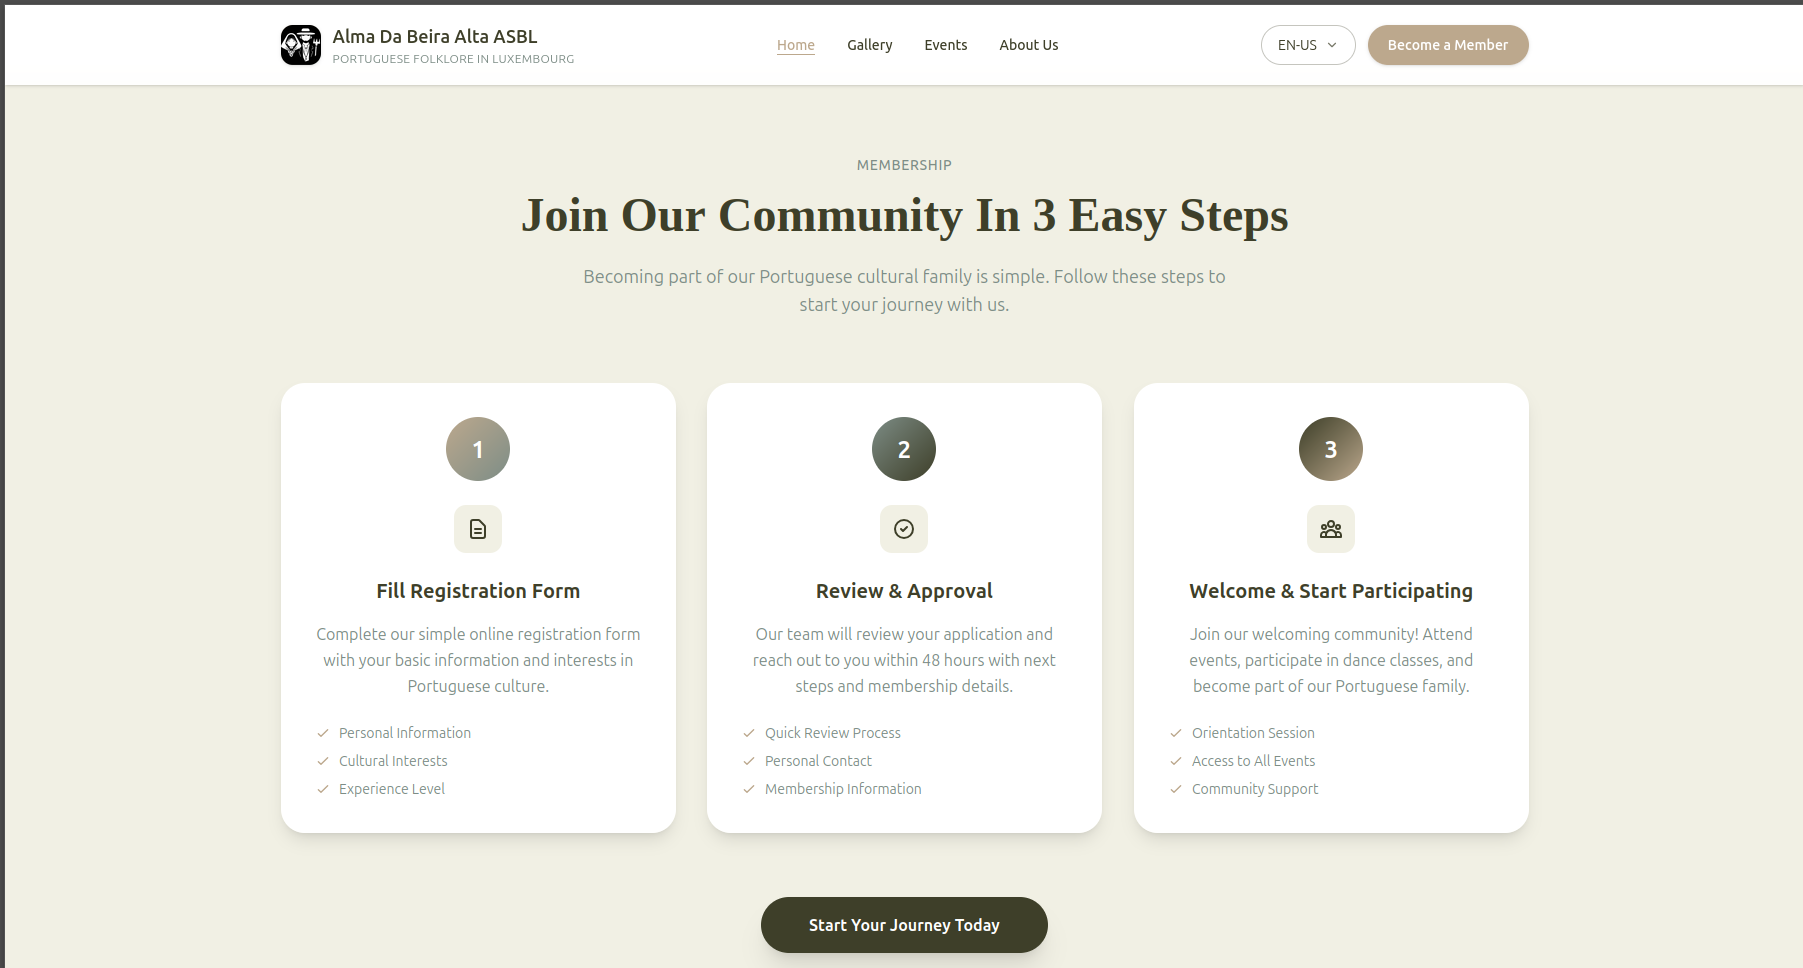 Alma Da Beira Alta ASBL
PORTUGUESE FOLKLORE IN LUXEMBOURG
Home
Gallery
Events
About Us
EN-US
Become a Member
MEMBERSHIP
Join Our Community In 3 Easy Steps
Becoming part of our Portuguese cultural family is simple. Follow these steps to
start your journey with us.
1
Fill Registration Form
Complete our simple online registration form
with your basic information and interests in
Portuguese culture.
Personal Information
Cultural Interests
Experience Level
2
Review & Approval
Our team will review your application and
reach out to you within 48 hours with next
steps and membership details.
Quick Review Process
Personal Contact
Membership Information
3
Welcome & Start Participating
Join our welcoming community! Attend
events, participate in dance classes, and
become part of our Portuguese family.
Orientation Session
Access to All Events
Community Support
Start Your Journey Today